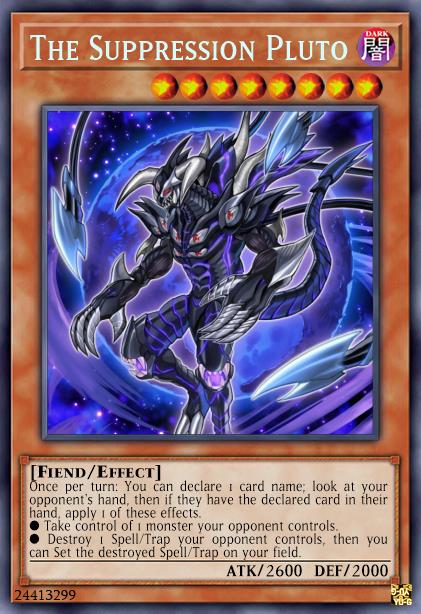 THE SUPPRESSION PLUTO
DARK
闇
[FIEND/EFFECT]
Once per turn: You can declare 1 card name; look at your
opponent's hand, then if they have the declared card in their
hand, apply 1 of these effects.
● Take control of 1 monster your opponent controls.
● Destroy 1 Spell/Trap your opponent controls, then you
can Set the destroyed Spell/Trap on your field.
ATK/2600 DEF/2000
24413299